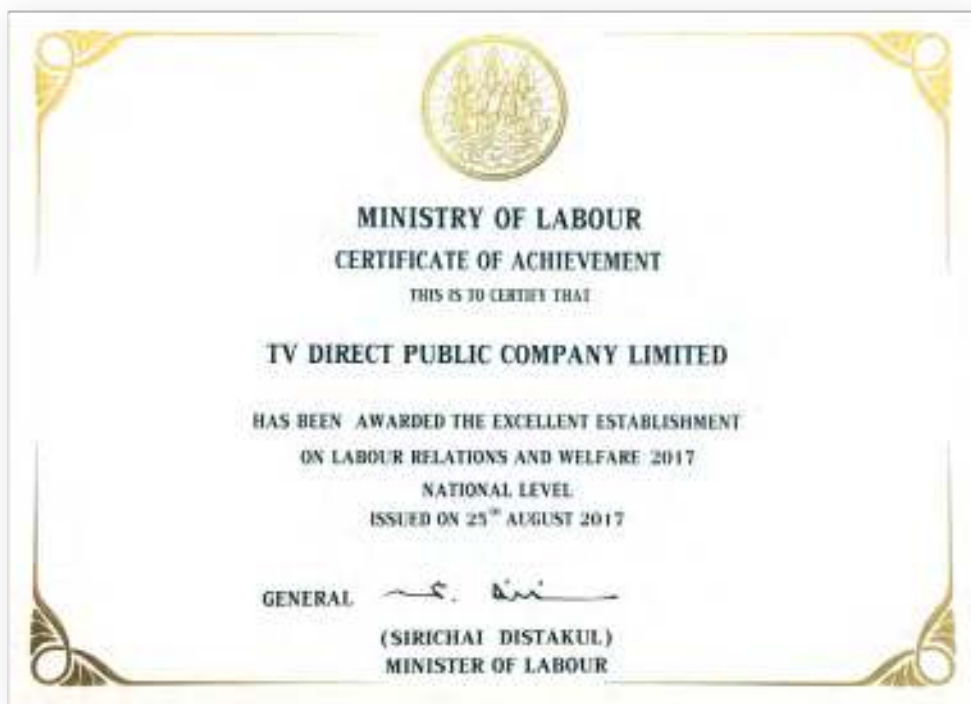 MINISTRY OF LABOUR
CERTIFICATE OF ACHIEVEMENT
THIS IS TO CERTIFY THAT
TV DIRECT PUBLIC COMPANY LIMITED
HAS BEEN AWARDED THE EXCELLENT ESTABLISHMENT
ON LABOUR RELATIONS AND WELFARE 2017
NATIONAL LEVEL
ISSUED ON 25TH AUGUST 2017
GENERAL
(SIRICHAI DISTAKUL)
MINISTER OF LABOUR